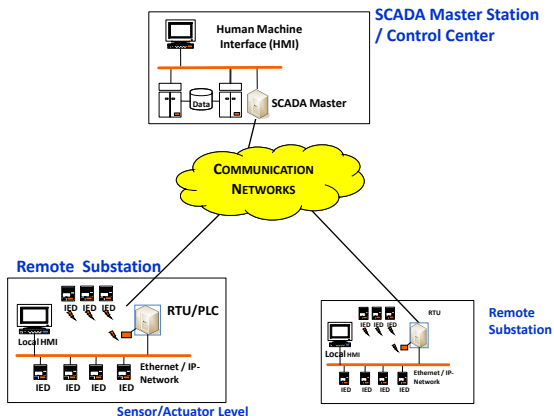 SCADA Master Station
/ Control Center
Human Machine
Interface (HMI)
Data
SCADA Master
COMMUNICATION
NETWORKS
Remote Substation
IED IED IED
RTU/PLC
Local HMI
Ethernet / IP-
Network
IED IED IED IED
Sensor/Actuator Level
Remote
Substation
RTU
IED IED IED
Local HMI
Ethernet / IP-
Network
IED IED IED IED